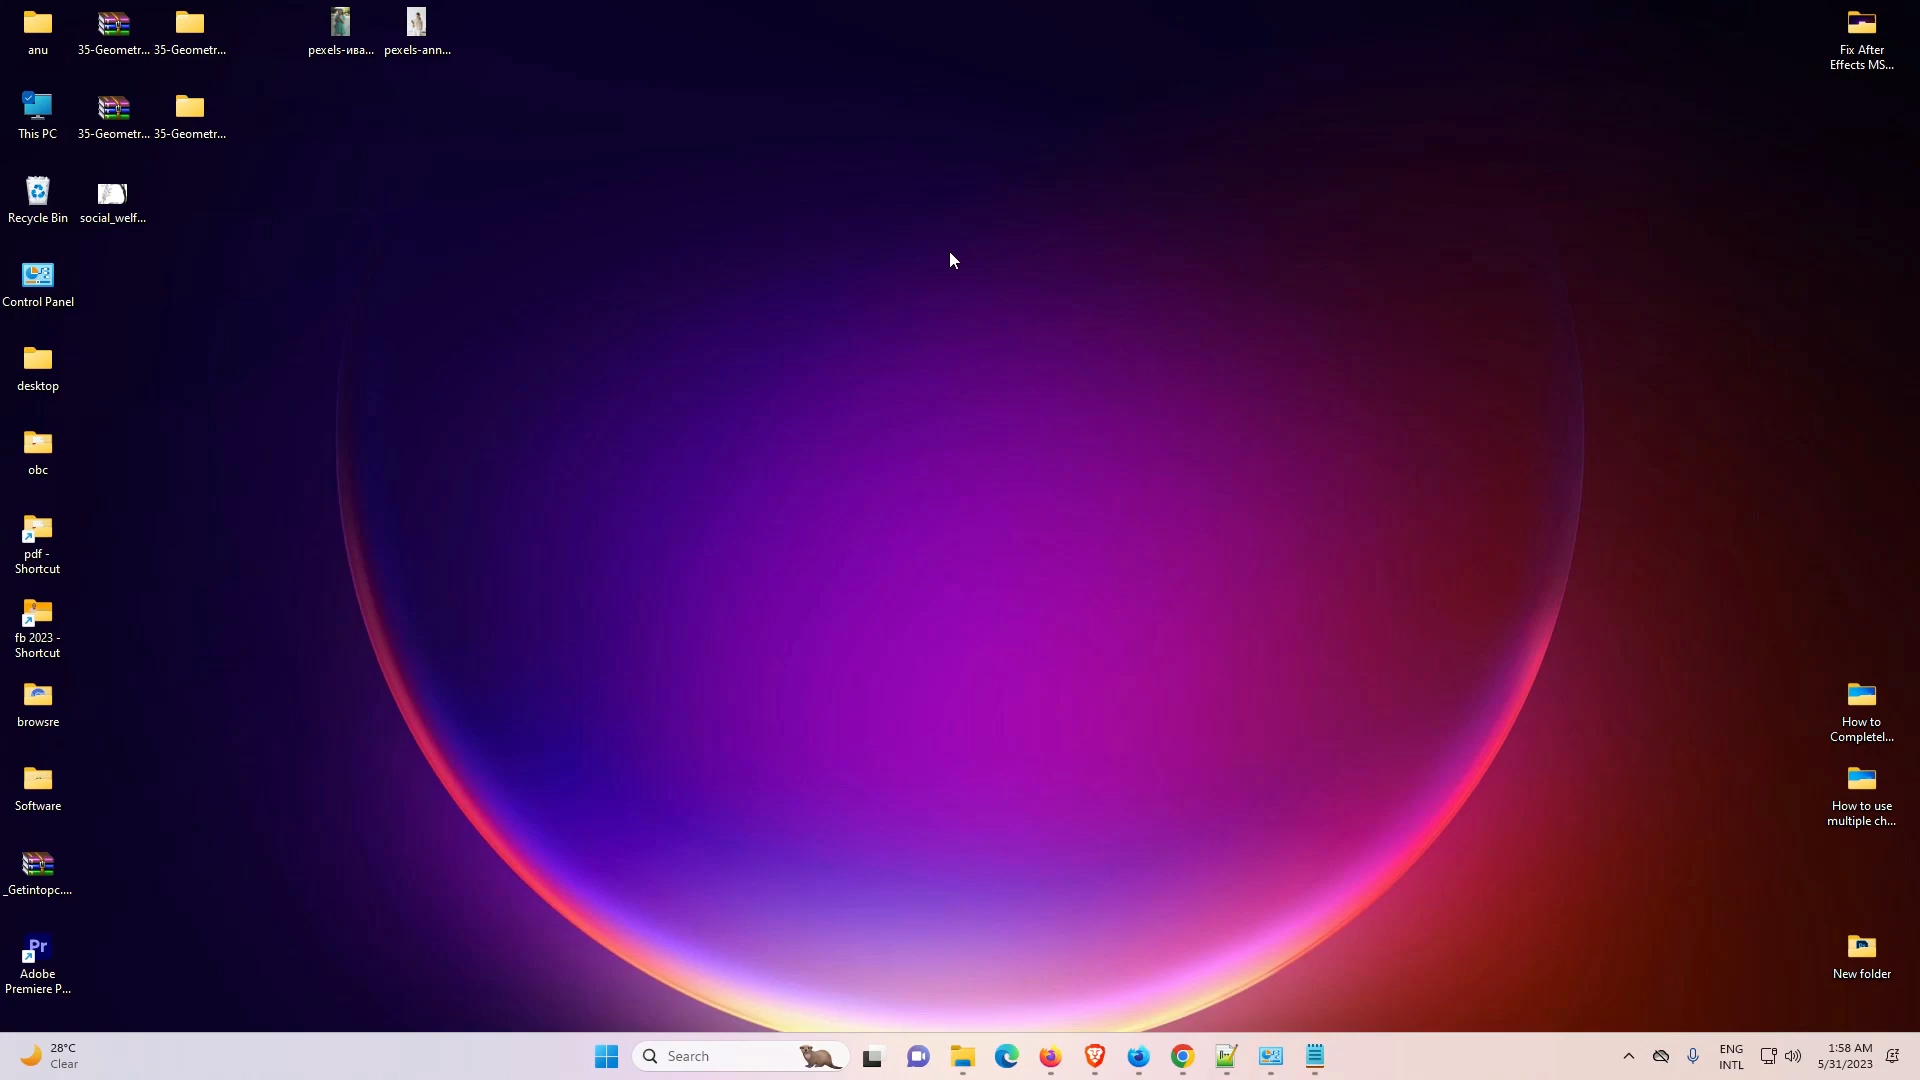 anu
35-Geometr...
35-Geometr...
pexels-ива...
pexels-ann...
Fix After
Effects MS...
This PC
35-Geometr...
35-Geometr...
Recycle Bin
social_welf...
Control Panel
desktop
obc
pdf -
Shortcut
fb 2023 -
Shortcut
browsre
How to
Completel...
Software
How to use
multiple ch...
_Getintopc....
Pr
Adobe
Premiere P...
New folder
28°C
Clear
Search
ENG
INTL
1:58 AM
5/31/2023